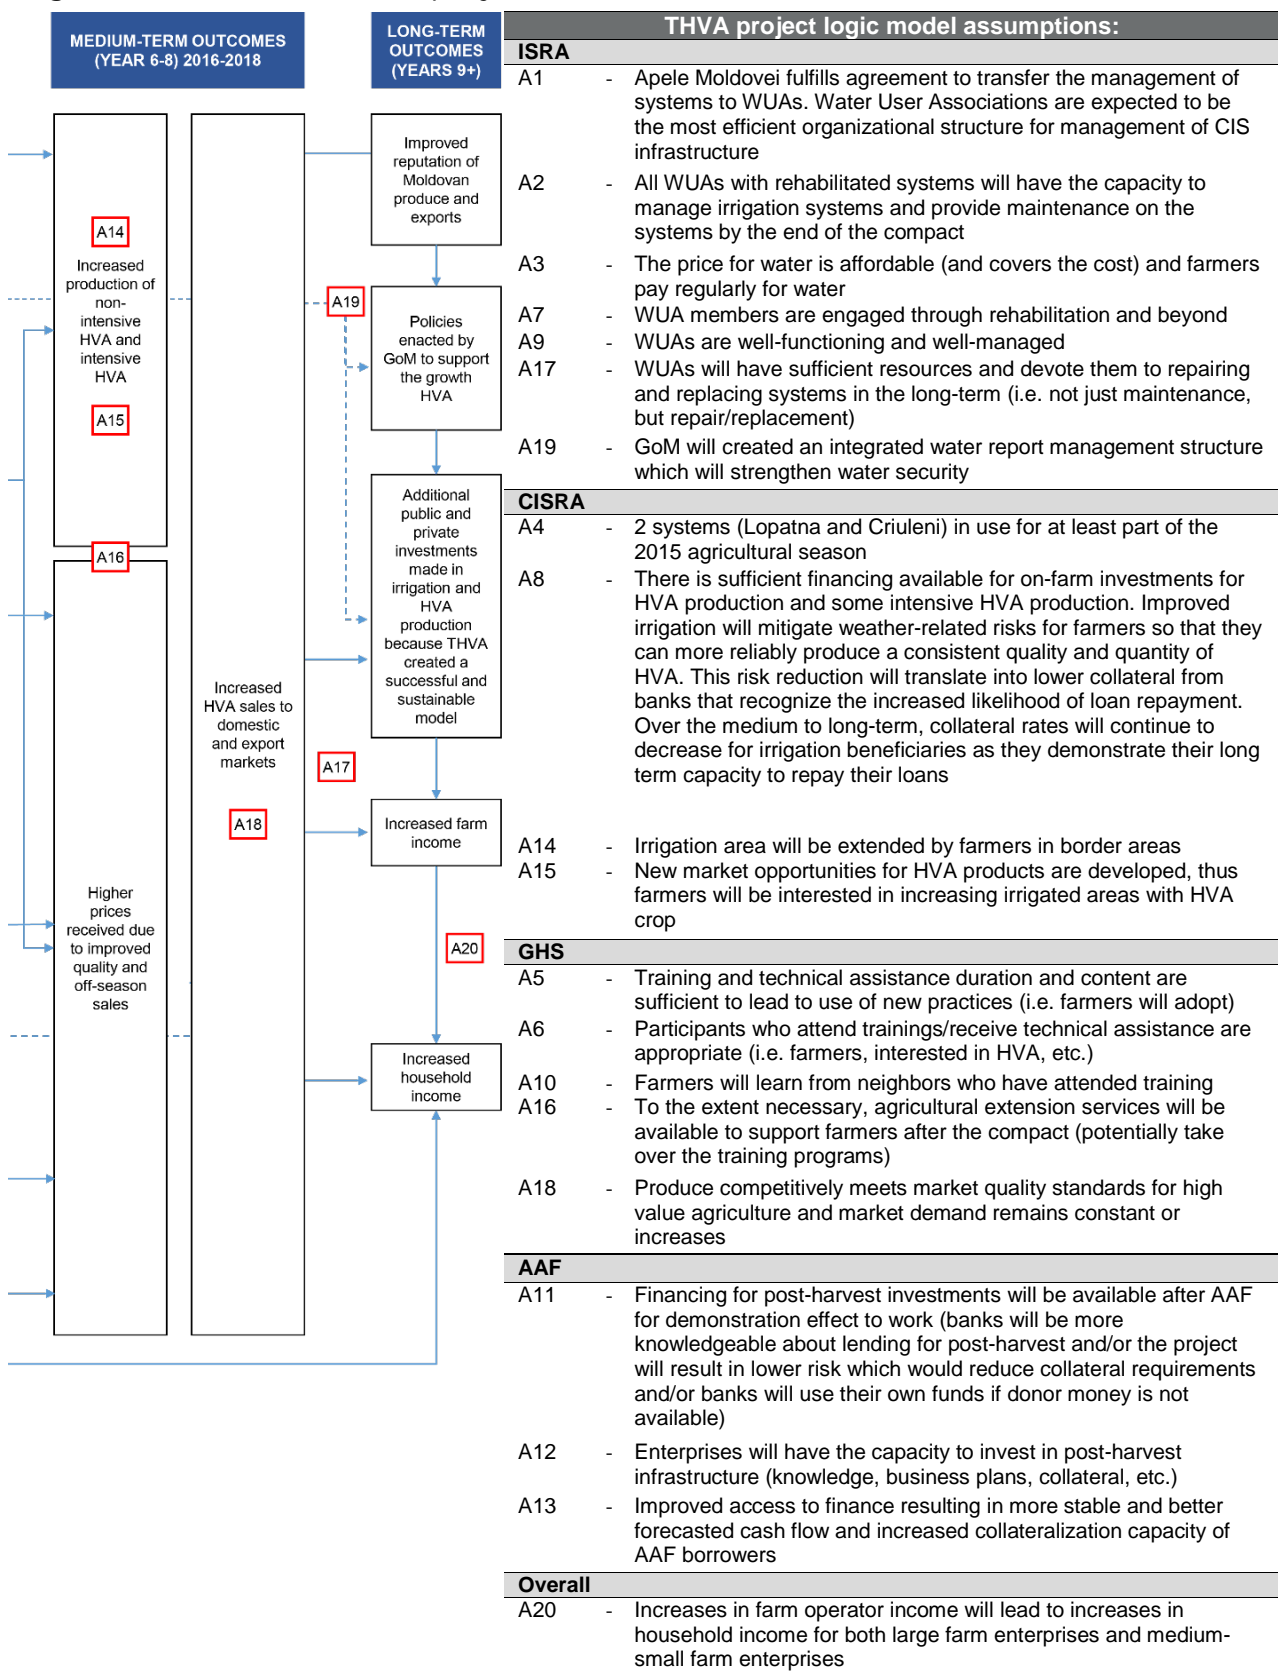 MEDIUM-TERM OUTCOMES
(YEAR 6-8) 2016-2018
LONG-TERM
OUTCOMES
(YEARS 9+)
A14
Increased
production of
non-
intensive
HVA and
intensive
HVA
A15
A16
Higher
prices
received due
to improved
quality and
off-season
sales
Increased
HVA sales to
domestic
and export
markets
A18
Improved
reputation of
Moldovan
produce and
exports
A19
Policies
enacted by
GoM to support
the growth
HVA
Additional
public and
private
investments
made in
irrigation and
HVA
production
because THVA
created a
successful and
sustainable
model
A17
Increased farm
income
A20
Increased
household
income
THVA project logic model assumptions:
ISRA
A1 - Apele Moldovei fulfills agreement to transfer the management of
systems to WUAs. Water User Associations are expected to be
the most efficient organizational structure for management of CIS
infrastructure
A2 - All WUAs with rehabilitated systems will have the capacity to
manage irrigation systems and provide maintenance on the
systems by the end of the compact
A3 - The price for water is affordable (and covers the cost) and farmers
pay regularly for water
A7 - WUA members are engaged through rehabilitation and beyond
A9 - WUAs are well-functioning and well-managed
A17 - WUAs will have sufficient resources and devote them to repairing
and replacing systems in the long-term (i.e. not just maintenance,
but repair/replacement)
A19 - GoM will created an integrated water report management structure
which will strengthen water security
CISRA
A4 - 2 systems (Lopatna and Criuleni) in use for at least part of the
2015 agricultural season
A8 - There is sufficient financing available for on-farm investments for
HVA production and some intensive HVA production. Improved
irrigation will mitigate weather-related risks for farmers so that they
can more reliably produce a consistent quality and quantity of
HVA. This risk reduction will translate into lower collateral from
banks that recognize the increased likelihood of loan repayment.
Over the medium to long-term, collateral rates will continue to
decrease for irrigation beneficiaries as they demonstrate their long
term capacity to repay their loans
A14 - Irrigation area will be extended by farmers in border areas
A15 - New market opportunities for HVA products are developed, thus
farmers will be interested in increasing irrigated areas with HVA
crop
GHS
A5 - Training and technical assistance duration and content are
sufficient to lead to use of new practices (i.e. farmers will adopt)
A6 - Participants who attend trainings/receive technical assistance are
appropriate (i.e. farmers, interested in HVA, etc.)
A10 - Farmers will learn from neighbors who have attended training
A16 - To the extent necessary, agricultural extension services will be
available to support farmers after the compact (potentially take
over the training programs)
A18 - Produce competitively meets market quality standards for high
value agriculture and market demand remains constant or
increases
AAF
A11 - Financing for post-harvest investments will be available after AAF
for demonstration effect to work (banks will be more
knowledgeable about lending for post-harvest and/or the project
will result in lower risk which would reduce collateral requirements
and/or banks will use their own funds if donor money is not
available)
A12 - Enterprises will have the capacity to invest in post-harvest
infrastructure (knowledge, business plans, collateral, etc.)
A13 - Improved access to finance resulting in more stable and better
forecasted cash flow and increased collateralization capacity of
AAF borrowers
Overall
A20 - Increases in farm operator income will lead to increases in
household income for both large farm enterprises and medium-
small farm enterprises